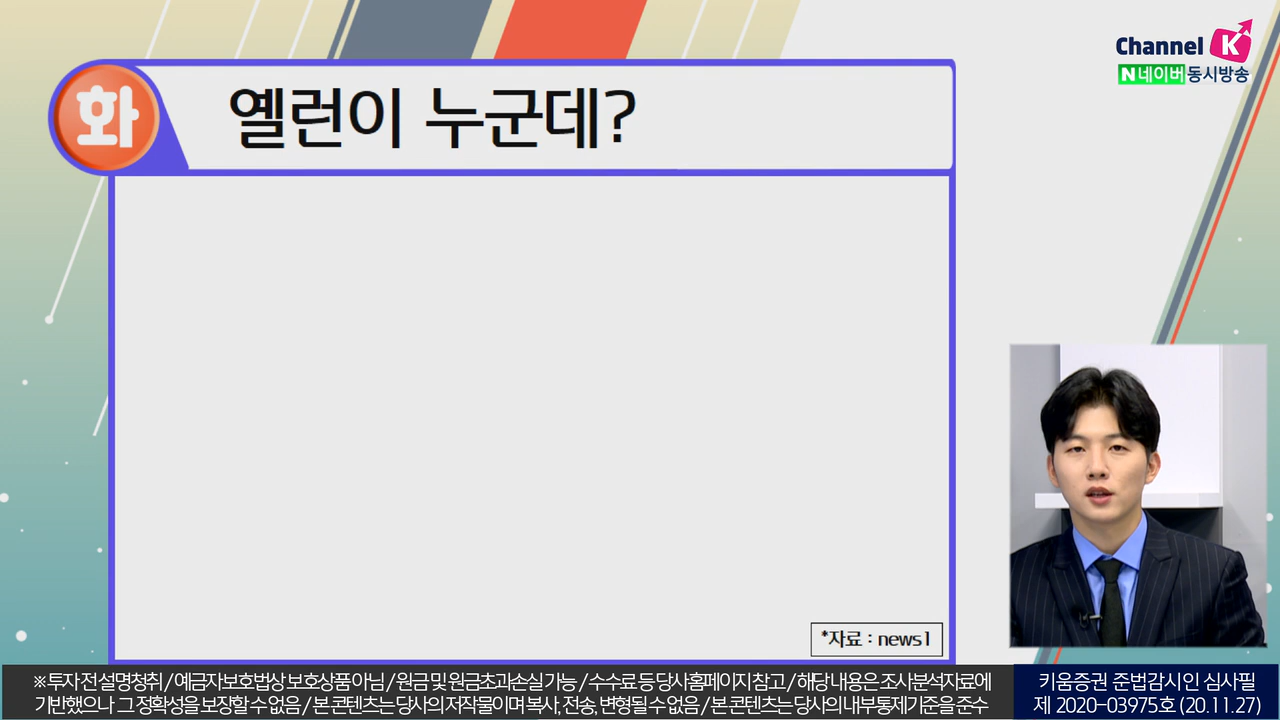 Channel K
N 네이버 동시방송
화
옐런이 누군데?
*자료 : news1
※ 투자 전 설명청취 / 예금자보호법상 보호상품 아님 / 원금 및 원금초과손실 가능 / 수수료 등 당사 홈페이지 참고 / 해당 내용은 조사분석자료에
기반했으나 그 정확성을 보장할 수 없음 / 본 콘텐츠는 당사의 저작물이며 복사, 전송, 변형될 수 없음 / 본 콘텐츠는 당사의 내부통제기준을 준수
키움증권 준법감시인 심사필
제 2020-03975호 (20.11.27)